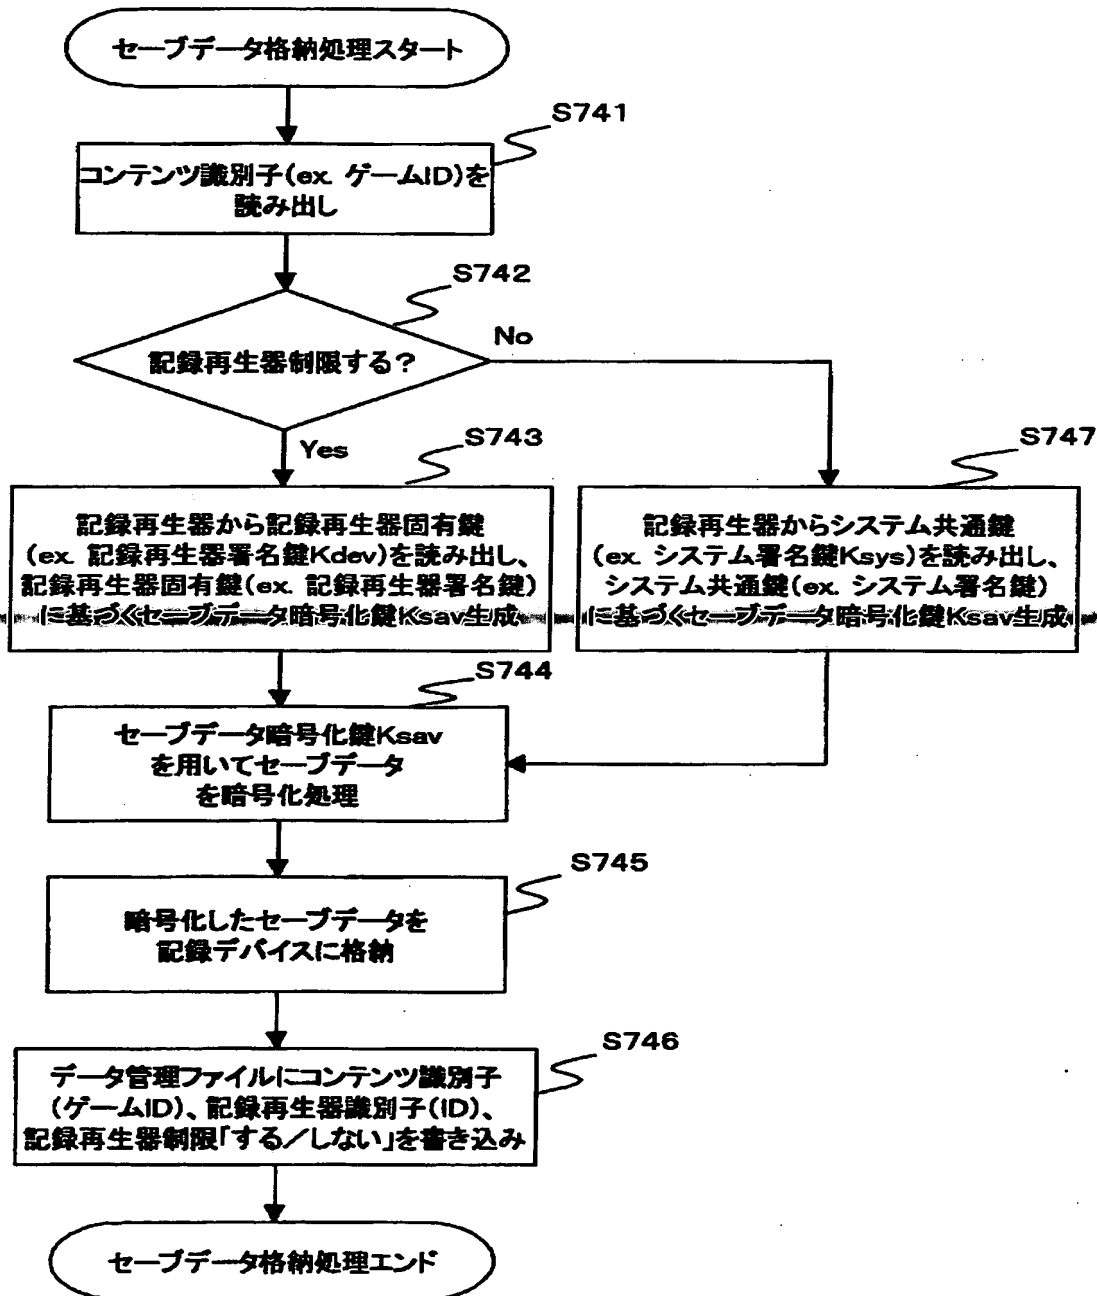 セーブデータ格納処理スタート
S741
コンテンツ識別子(ex. ゲームID)を
読み出し
S742
記録再生器制限する?
No
Yes
S743
記録再生器から記録再生器固有鍵
(ex. 記録再生器署名鍵Kdev)を読み出し、
記録再生器固有鍵(ex. 記録再生器署名鍵)
に基づくセーブデータ暗号化鍵Ksav生成
S747
記録再生器からシステム共通鍵
(ex. システム署名鍵Ksys)を読み出し、
システム共通鍵(ex. システム署名鍵)
に基づくセーブデータ暗号化鍵Ksav生成
S744
セーブデータ暗号化鍵Ksav
を用いてセーブデータ
を暗号化処理
S745
暗号化したセーブデータを
記録デバイスに格納
S746
データ管理ファイルにコンテンツ識別子
(ゲームID)、記録再生器識別子(ID)、
記録再生器制限「する/しない」を書き込み
セーブデータ格納処理エンド